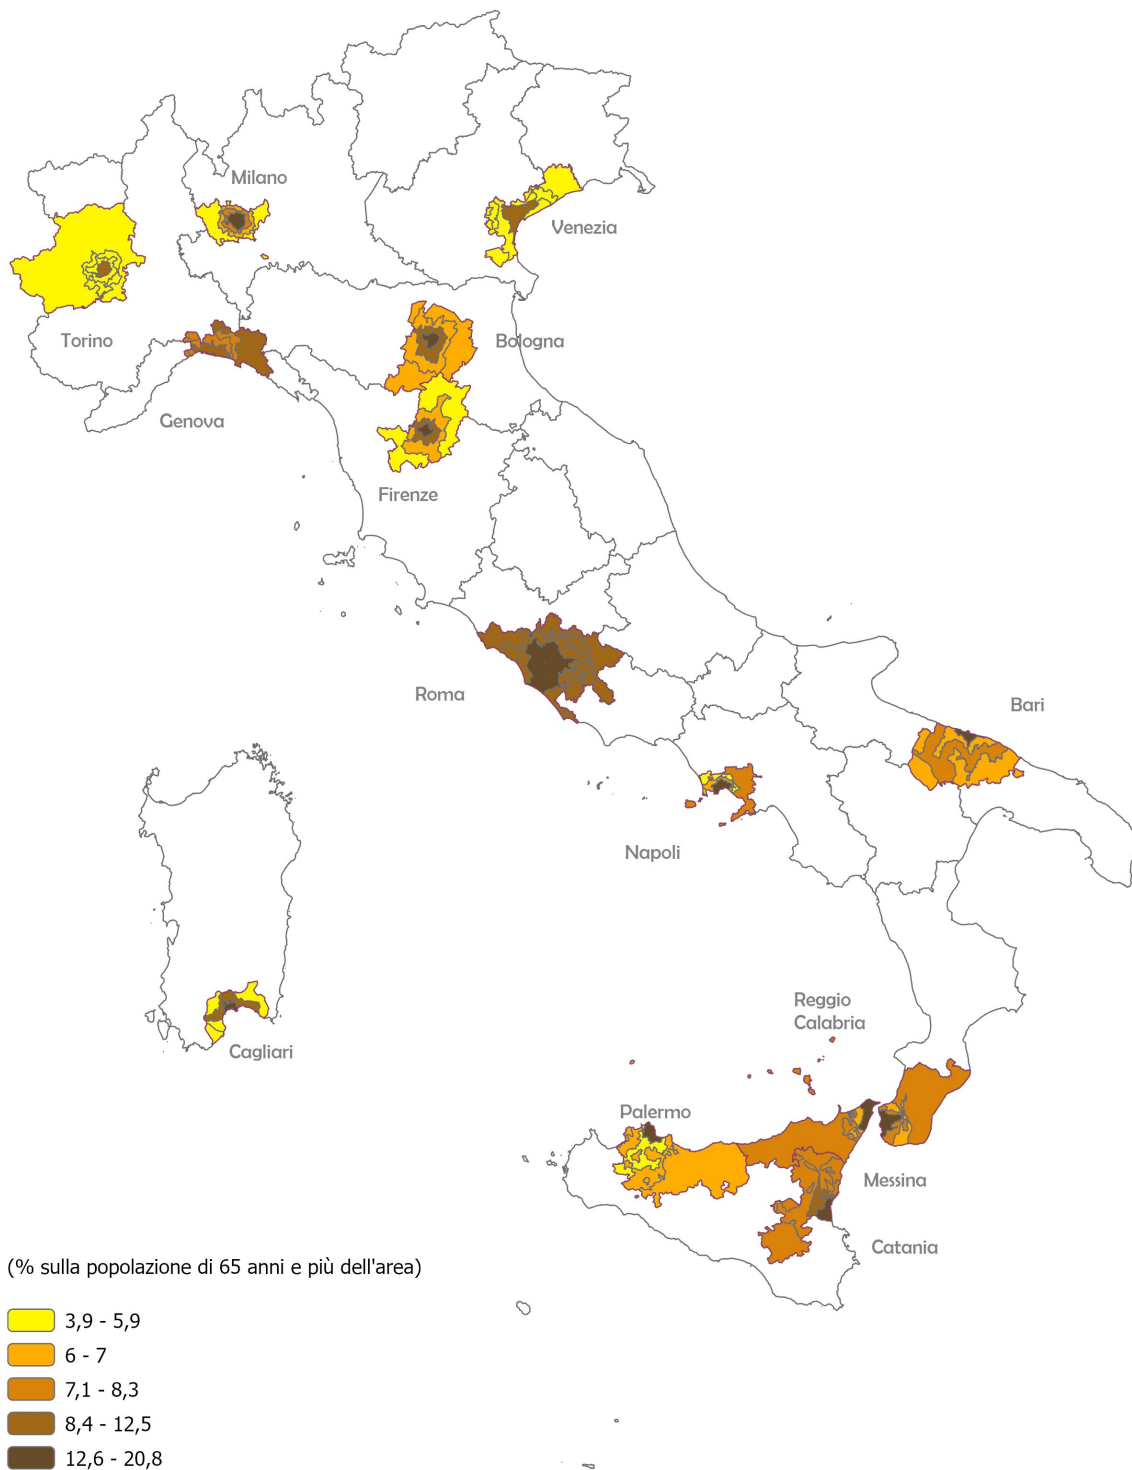 Milano
Venezia
Torino
Bologna
Genova
Firenze
Roma
Bari
Napoli
Reggio
Calabria
Cagliari
Palermo
Messina
Catania
(% sulla popolazione di 65 anni e più dell'area)
3,9 - 5,9
6 - 7
7,1 - 8,3
8,4 - 12,5
12,6 - 20,8